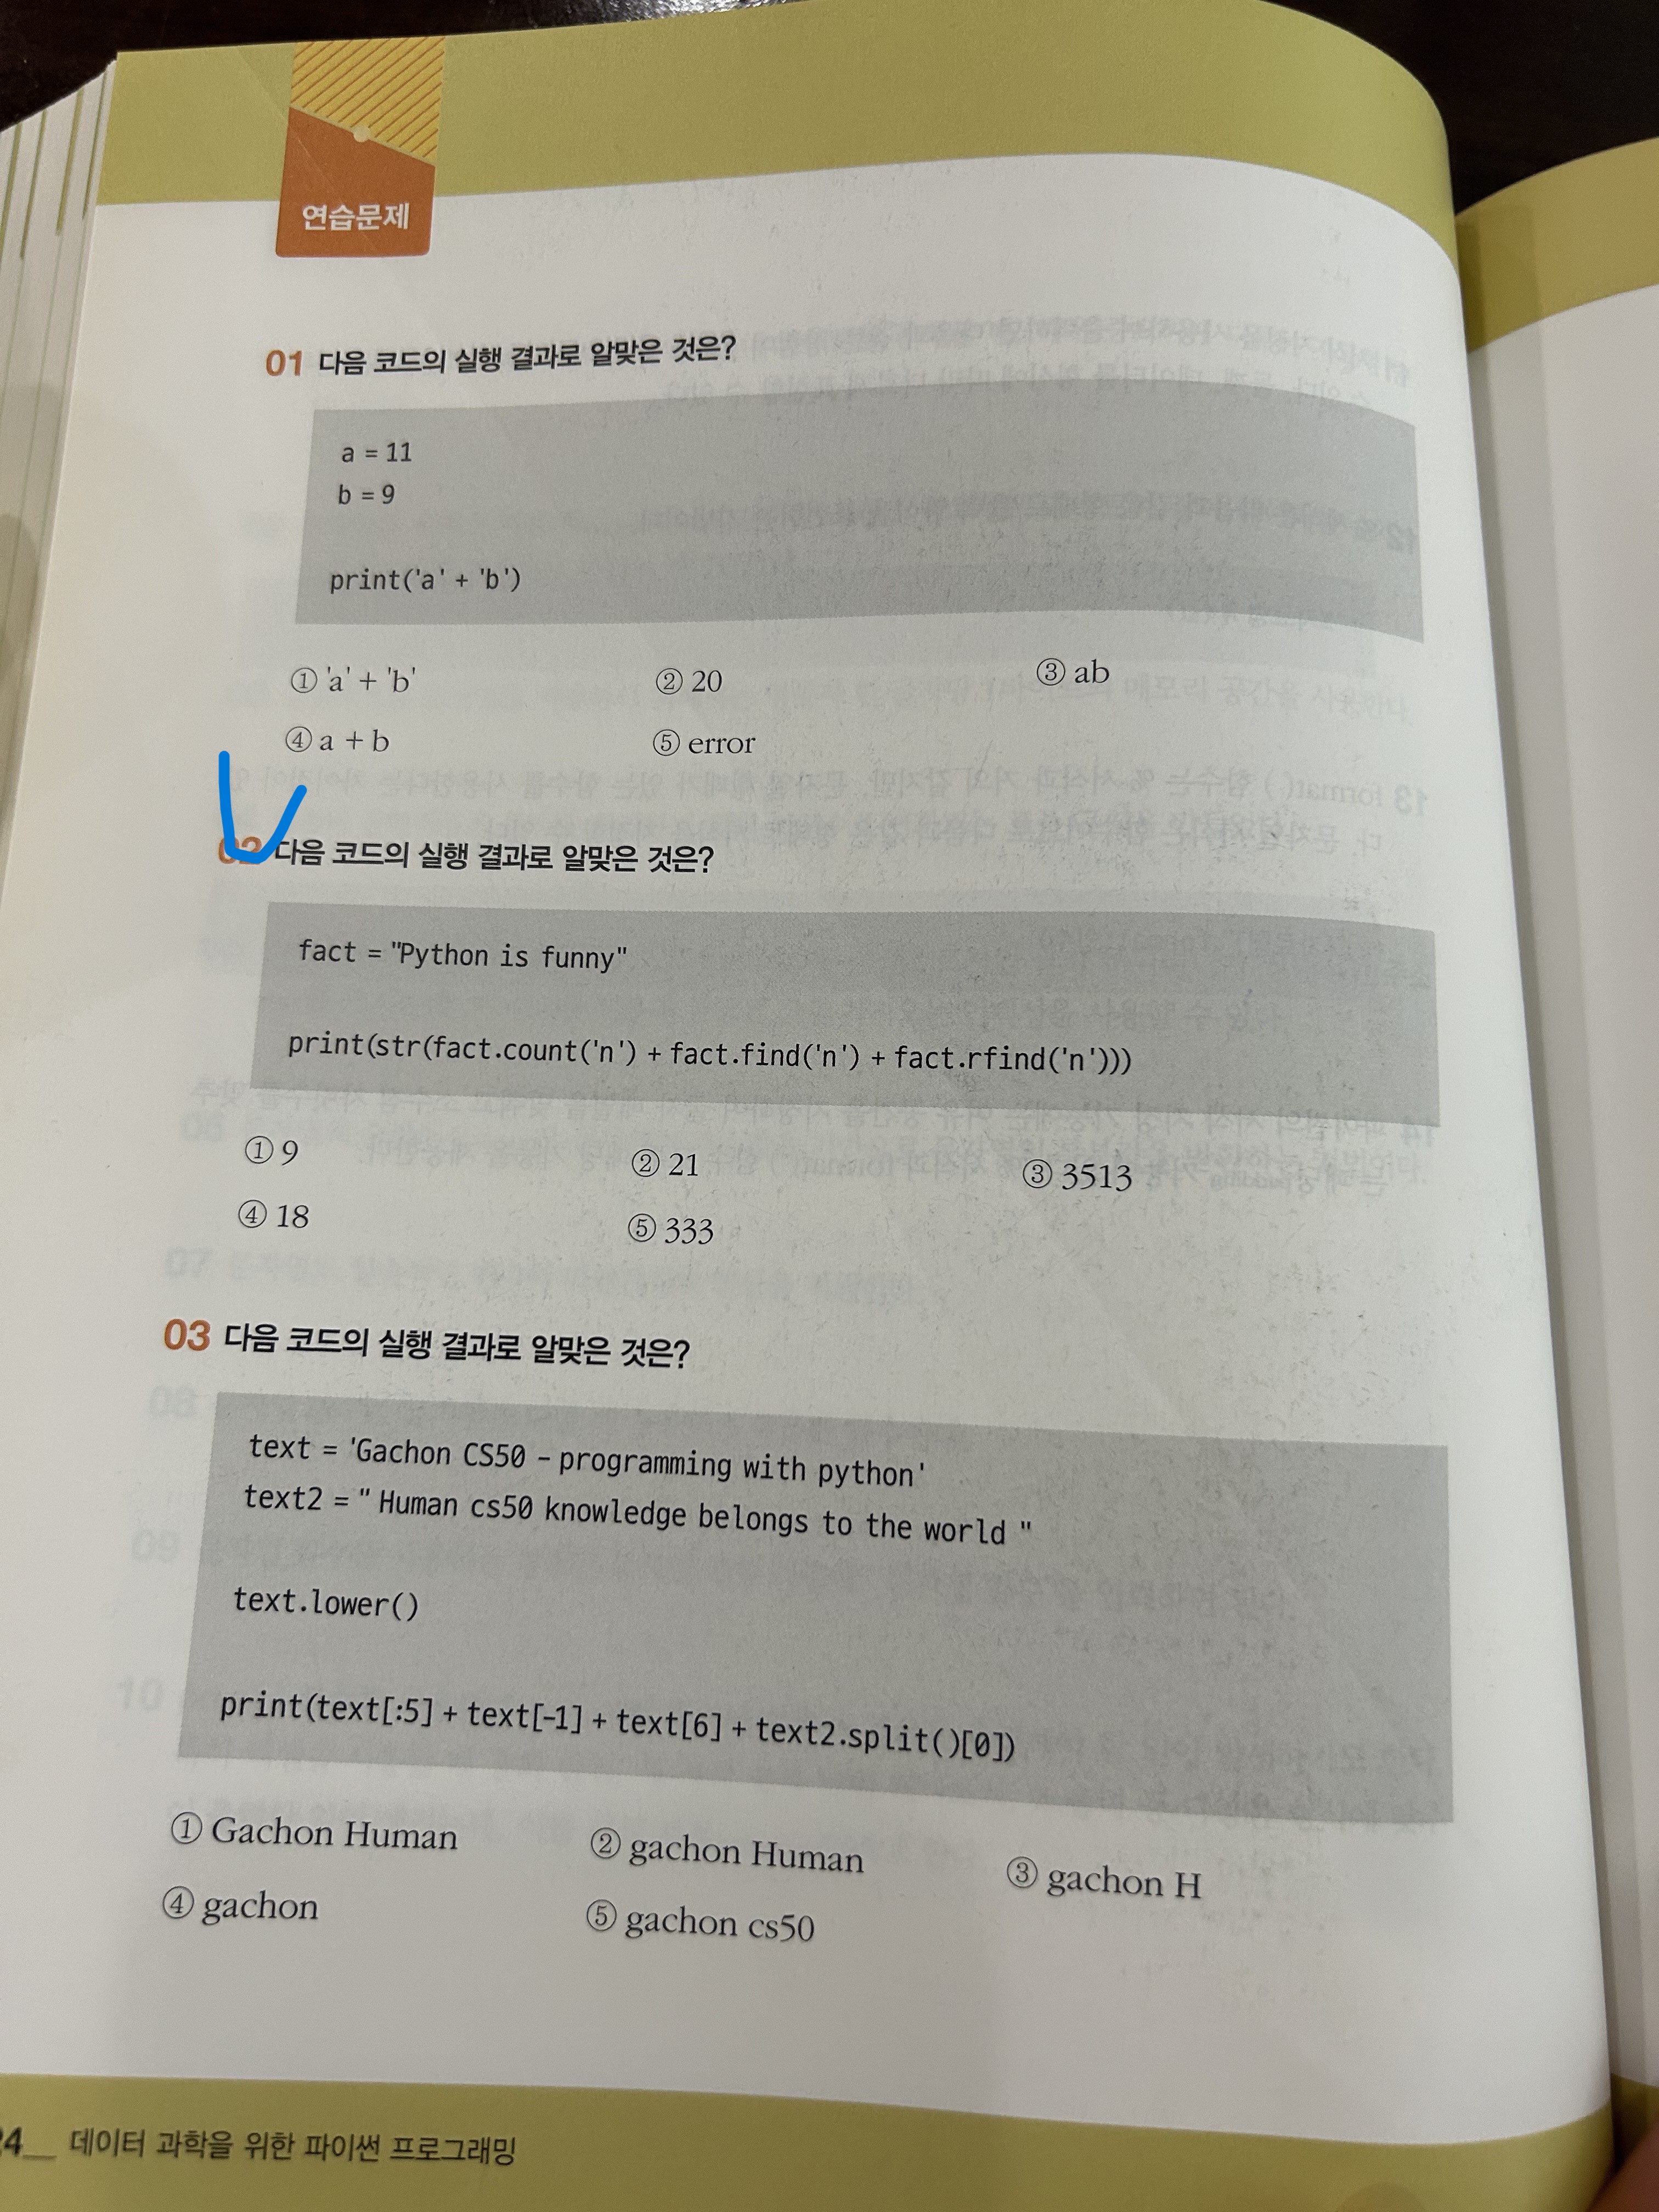 연습문제
01 다음 코드의 실행 결과로 알맞은 것은?
a = 11
b = 9
print('a' + 'b')
① 'a' + 'b' ② 20 ③ ab
④ a + b ⑤ error
02 다음 코드의 실행 결과로 알맞은 것은?
fact = "Python is funny"
print(str(fact.count('n') + fact.find('n') + fact.rfind('n')))
① 9 ② 21 ③ 3513
④ 18 ⑤ 333
03 다음 코드의 실행 결과로 알맞은 것은?
text = 'Gachon CS50 – programming with python'
text2 = " Human cs50 knowledge belongs to the world "
text.lower()
print(text[:5] + text[–1] + text[6] + text2.split()[0])
① Gachon Human ② gachon Human ③ gachon H
④ gachon ⑤ gachon cs50
데이터 과학을 위한 파이썬 프로그래밍